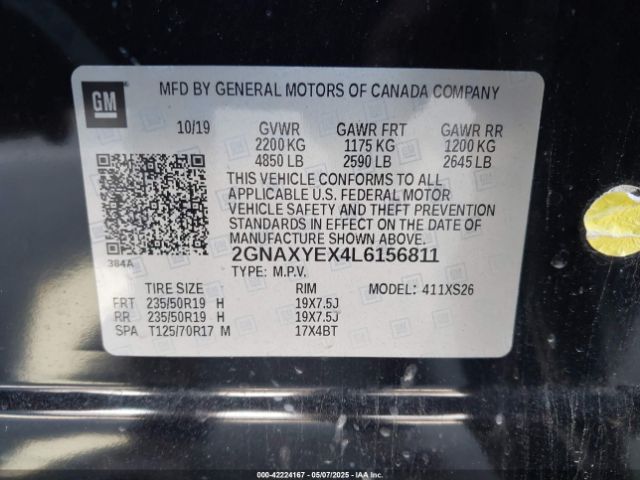 GM
MFD BY GENERAL MOTORS OF CANADA COMPANY
10/19 GVWR GAWR FRT GAWR RR
2200 KG 1175 KG 1200 KG
4850 LB 2590 LB 2645 LB
THIS VEHICLE CONFORMS TO ALL
APPLICABLE U.S. FEDERAL MOTOR
VEHICLE SAFETY AND THEFT PREVENTION
STANDARDS IN EFFECT ON THE DATE OF
MANUFACTURE SHOWN ABOVE.
384A
2GNAXYEX4L6156811
TYPE: M.P.V.
TIRE SIZE RIM MODEL: 411XS26
FRT 235/50R19 H 19X7.5J
RR 235/50R19 H 19X7.5J
SPA T125/70R17 M 17X4BT
000-42224167 - 05/07/2025 - IAAI.COM